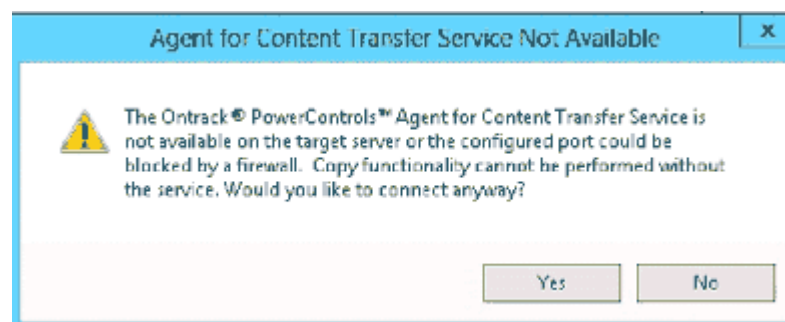 Agent for Content Transfer Service Not Available
x
The Ontrack® PowerControls™ Agent for Content Transfer Service is
not available on the target server or the configured port could be
blocked by a firewall. Copy functionality cannot be performed without
the service. Would you like to connect anyway?
Yes
No